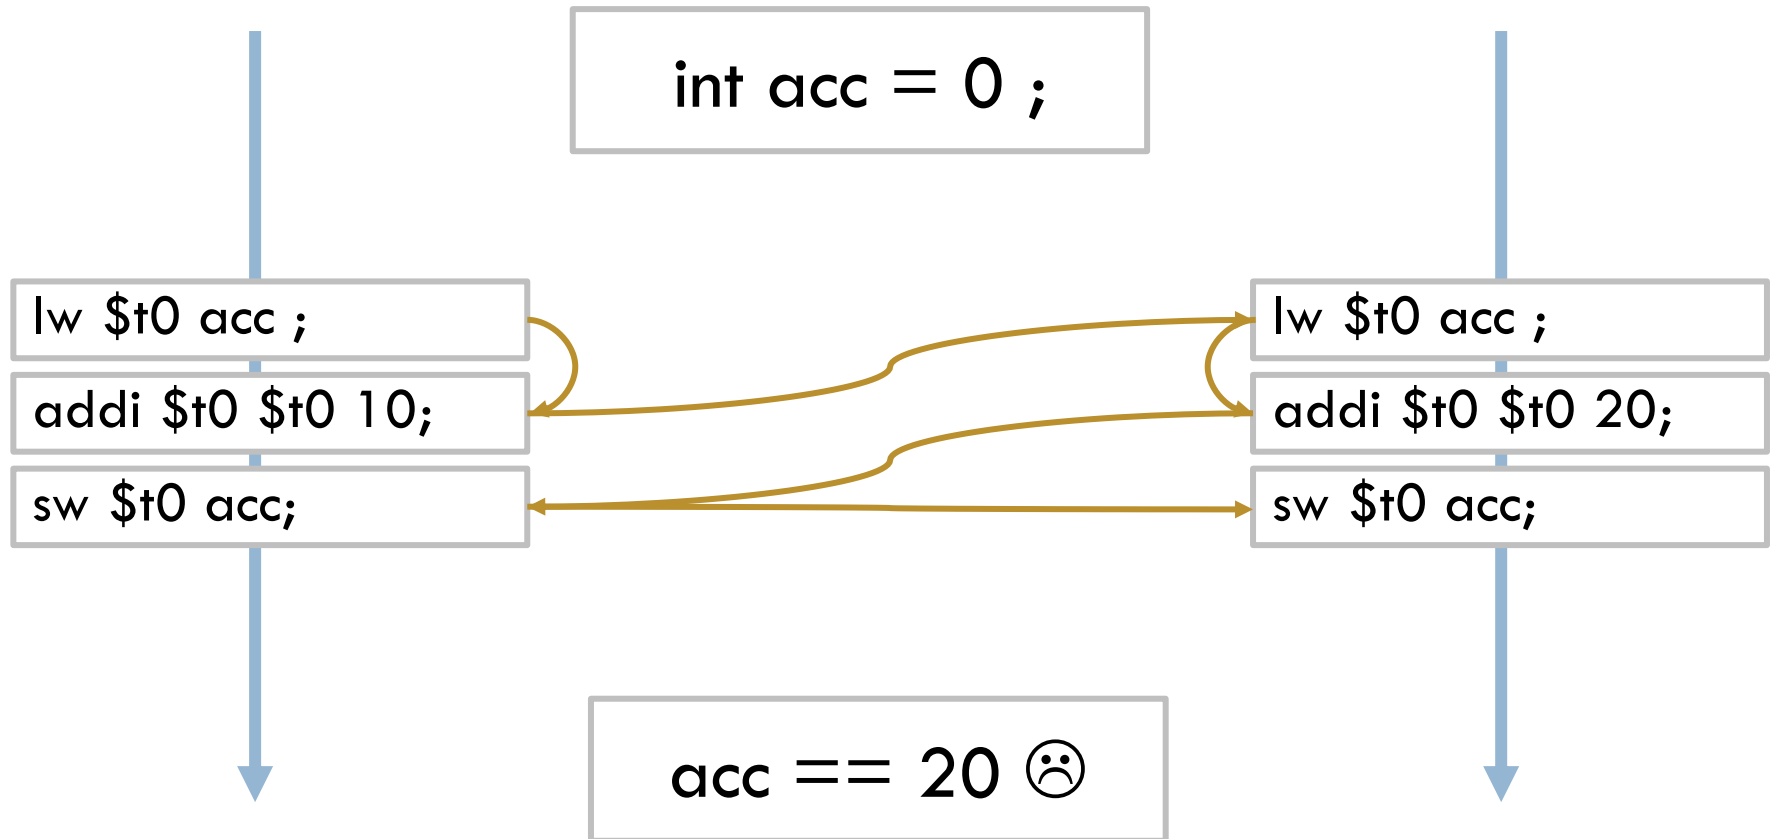 int acc = 0 ;
lw $t0 acc ;
addi $t0 $t0 10;
sw $t0 acc;
lw $t0 acc ;
addi $t0 $t0 20;
sw $t0 acc;
acc == 20 ☹